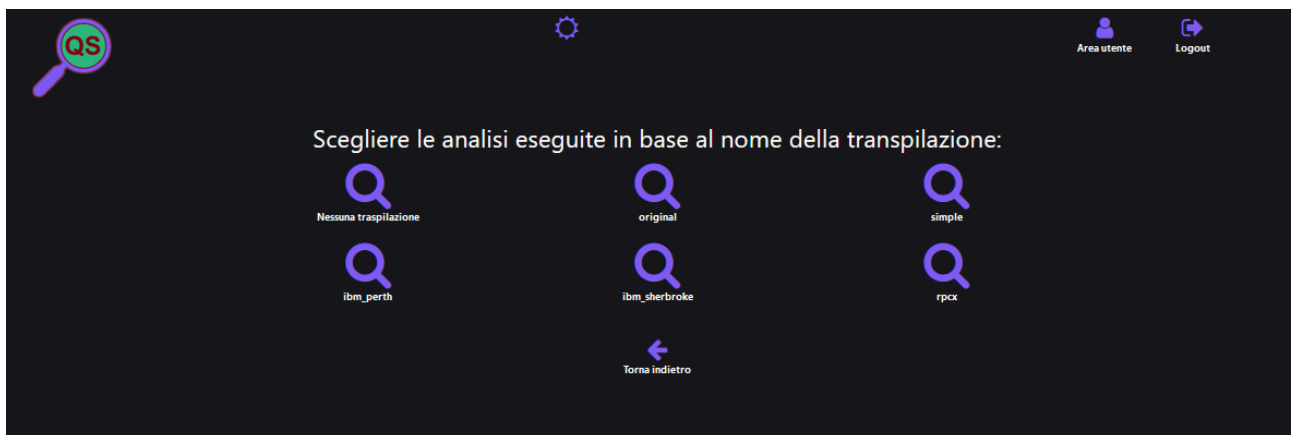 QS
Area utente
Logout
Scegliere le analisi eseguite in base al nome della transpilazione:
Nessuna traspilazione
original
simple
ibm_perth
ibm_sherbroke
rpcx
Torna indietro